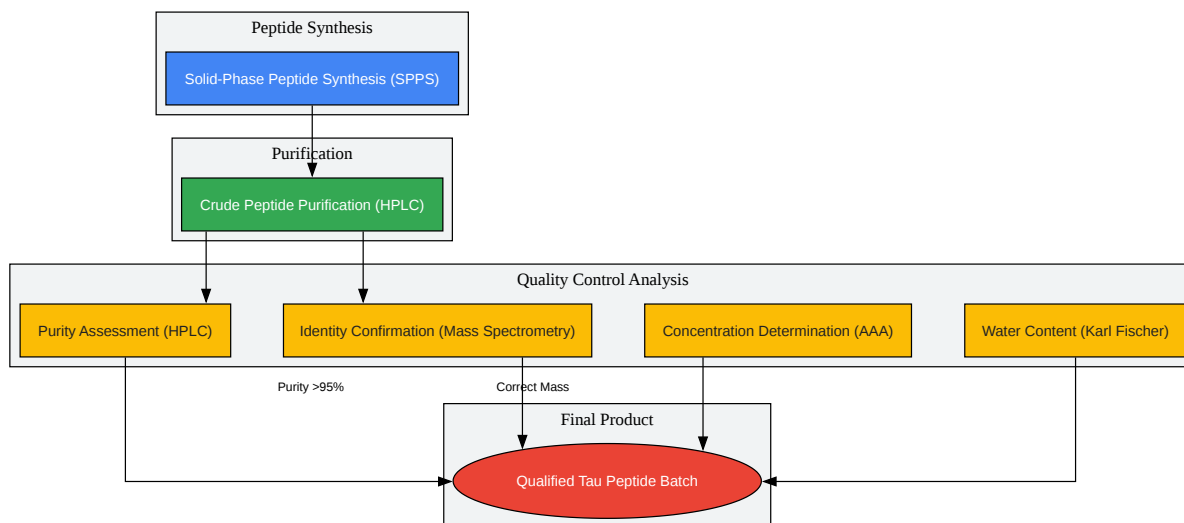 Peptide Synthesis
Solid-Phase Peptide Synthesis (SPPS)
Purification
Crude Peptide Purification (HPLC)
Quality Control Analysis
Purity Assessment (HPLC)
Identity Confirmation (Mass Spectrometry)
Concentration Determination (AAA)
Water Content (Karl Fischer)
Purity >95%
Correct Mass
Final Product
Qualified Tau Peptide Batch